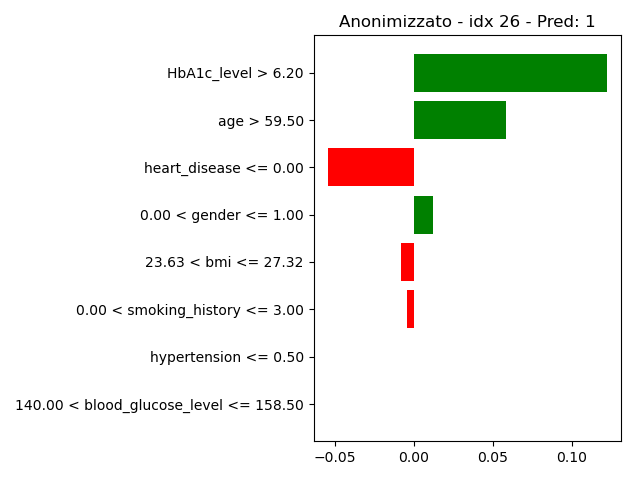 Anonimizzato - idx 26 - Pred: 1
HbA1c_level > 6.20
age > 59.50
heart_disease <= 0.00
0.00 < gender <= 1.00
23.63 < bmi <= 27.32
0.00 < smoking_history <= 3.00
hypertension <= 0.50
140.00 < blood_glucose_level <= 158.50
−0.05 0.00 0.05 0.10